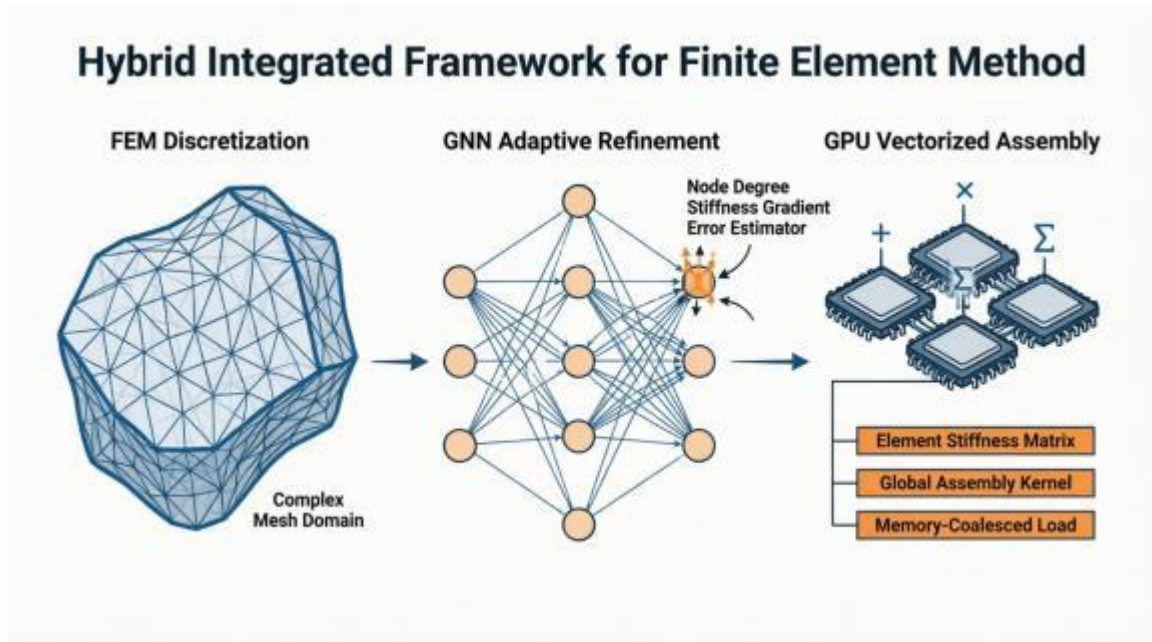 Hybrid Integrated Framework for Finite Element Method
FEM Discretization
GNN Adaptive Refinement
GPU Vectorized Assembly
Node Degree
Stiffness Gradient
Error Estimator
×
+
Σ
Σ
Complex
Mesh Domain
Element Stiffness Matrix
Global Assembly Kernel
Memory-Coalesced Load